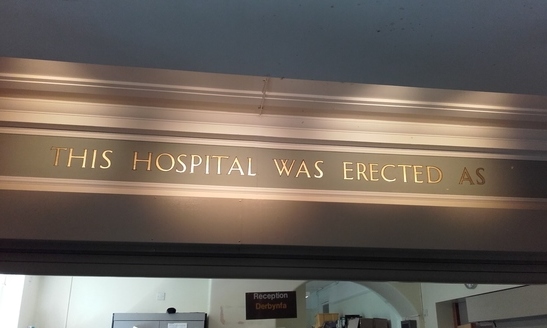 THIS HOSPITAL WAS ERECTED AS
Reception
Derbynfa